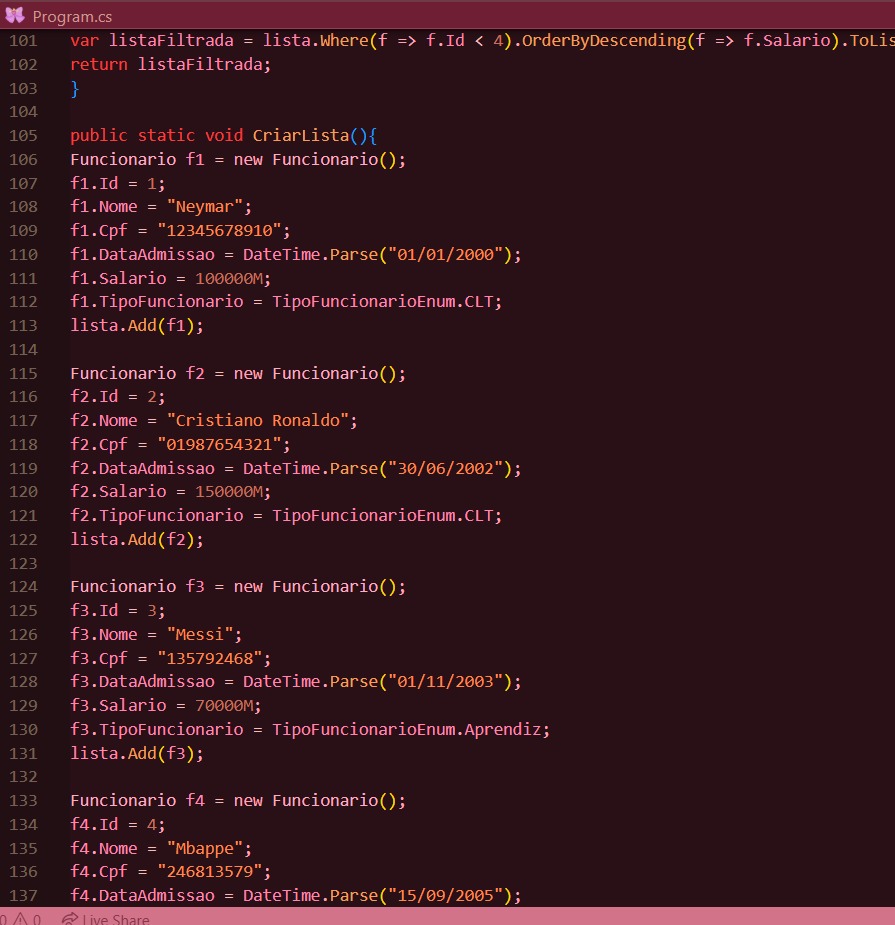 Program.cs
101 var listaFiltrada = lista.Where(f => f.Id < 4).OrderByDescending(f => f.Salario).ToLis
102 return listaFiltrada;
103 }
104
105 public static void CriarLista(){
106 Funcionario f1 = new Funcionario();
107 f1.Id = 1;
108 f1.Nome = "Neymar";
109 f1.Cpf = "12345678910";
110 f1.DataAdmissao = DateTime.Parse("01/01/2000");
111 f1.Salario = 100000M;
112 f1.TipoFuncionario = TipoFuncionarioEnum.CLT;
113 lista.Add(f1);
114
115 Funcionario f2 = new Funcionario();
116 f2.Id = 2;
117 f2.Nome = "Cristiano Ronaldo";
118 f2.Cpf = "01987654321";
119 f2.DataAdmissao = DateTime.Parse("30/06/2002");
120 f2.Salario = 150000M;
121 f2.TipoFuncionario = TipoFuncionarioEnum.CLT;
122 lista.Add(f2);
123
124 Funcionario f3 = new Funcionario();
125 f3.Id = 3;
126 f3.Nome = "Messi";
127 f3.Cpf = "135792468";
128 f3.DataAdmissao = DateTime.Parse("01/11/2003");
129 f3.Salario = 70000M;
130 f3.TipoFuncionario = TipoFuncionarioEnum.Aprendiz;
131 lista.Add(f3);
132
133 Funcionario f4 = new Funcionario();
134 f4.Id = 4;
135 f4.Nome = "Mbappe";
136 f4.Cpf = "246813579";
137 f4.DataAdmissao = DateTime.Parse("15/09/2005");
0 0 Live Share